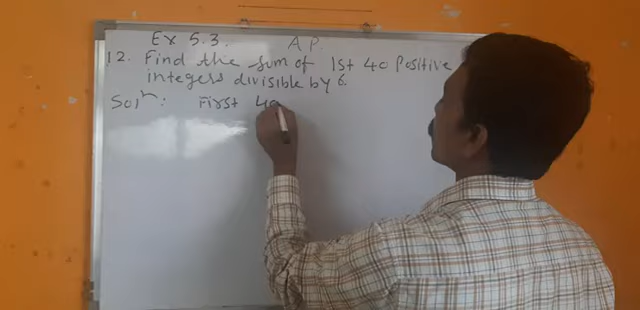 Ex 5.3. A.P.
12. Find the sum of 1st 40 Positive
integers divisible by 6.
Solⁿ: First 40